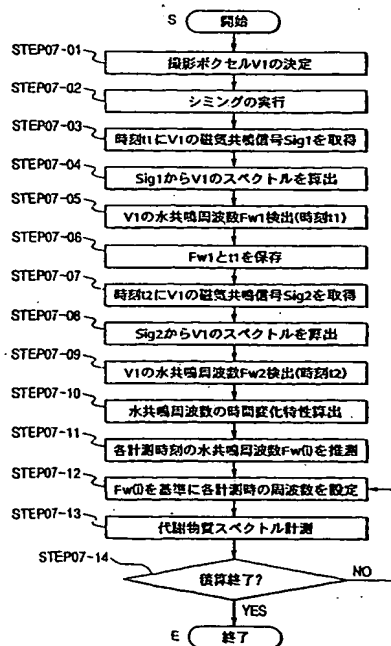 S 開始
STEP07-01 撮影ボクセルV1の決定
STEP07-02 シミングの実行
STEP07-03 時刻t1にV1の磁気共鳴信号Sig1を取得
STEP07-04 Sig1からV1のスペクトルを算出
STEP07-05 V1の水共鳴周波数Fw1検出(時刻t1)
STEP07-06 Fw1とt1を保存
STEP07-07 時刻t2にV1の磁気共鳴信号Sig2を取得
STEP07-08 Sig2からV1のスペクトルを算出
STEP07-09 V1の水共鳴周波数Fw2検出(時刻t2)
STEP07-10 水共鳴周波数の時間変化特性算出
STEP07-11 各計測時刻の水共鳴周波数Fw(i)を推測
STEP07-12 Fw(i)を基準に各計測時の周波数を設定
STEP07-13 代謝物質スペクトル計測
STEP07-14 積算終了? NO
YES
E 終了